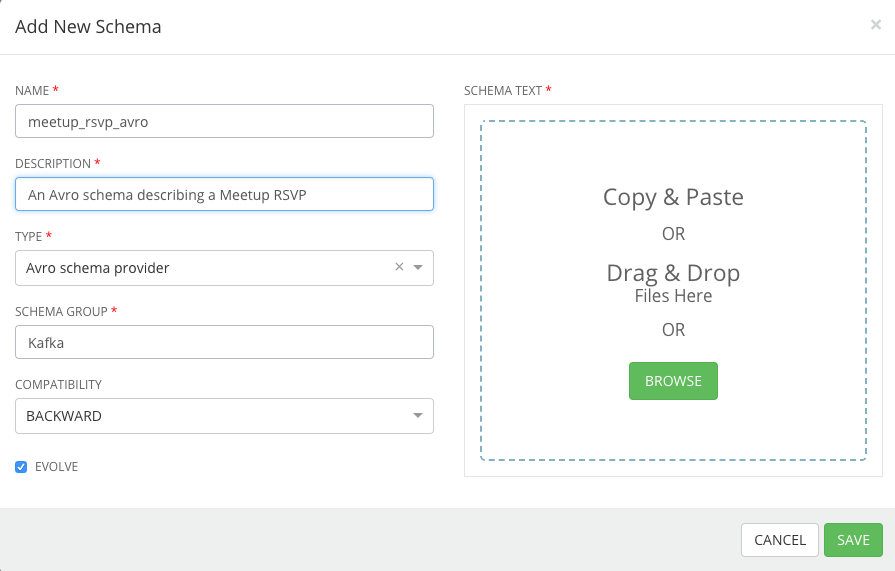 Add New Schema
×
NAME *
meetup_rsvp_avro
DESCRIPTION *
An Avro schema describing a Meetup RSVP
TYPE *
Avro schema provider
×
SCHEMA GROUP *
Kafka
COMPATIBILITY
BACKWARD
EVOLVE
SCHEMA TEXT *
Copy & Paste
OR
Drag & Drop
Files Here
OR
BROWSE
CANCEL
SAVE